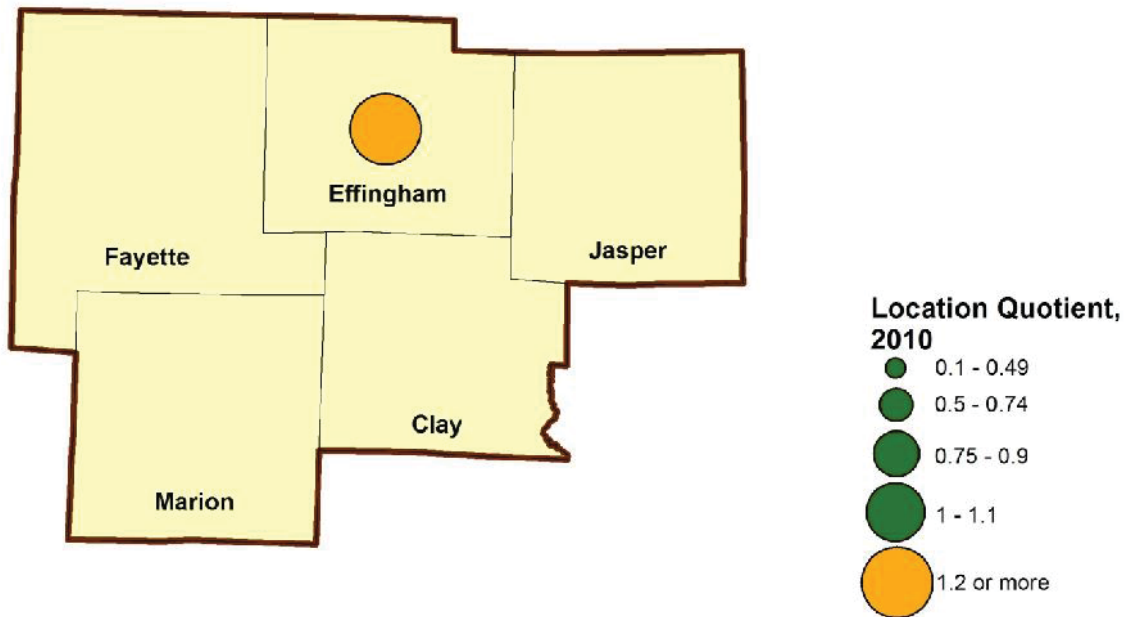 Effingham
Jasper
Fayette
Clay
Marion
Location Quotient,
2010
0.1 - 0.49
0.5 - 0.74
0.75 - 0.9
1 - 1.1
1.2 or more